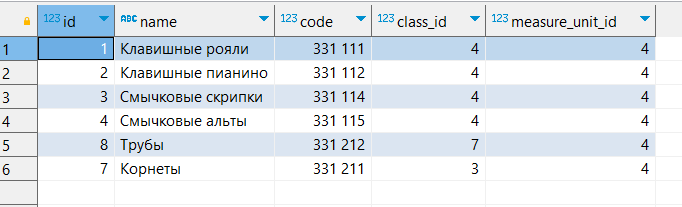 123 id ABC name 123 code 123 class_id 123 measure_unit_id
1 1 Клавишные рояли 331 111 4 4
2 2 Клавишные пианино 331 112 4 4
3 3 Смычковые скрипки 331 114 4 4
4 4 Смычковые альты 331 115 4 4
5 8 Трубы 331 212 7 4
6 7 Корнеты 331 211 3 4